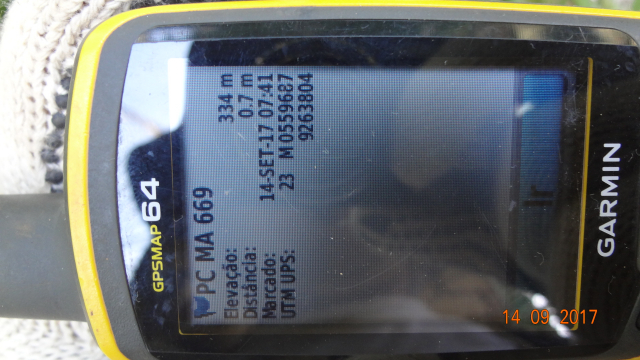 GPSMAP 64
PC MA 669
Elevação: 334 m
Distância: 0.7 m
Marcado: 14-SET-17 07:41
UTM UPS: 23 M 0559687
9263804
Ir
GARMIN
14 09 2017